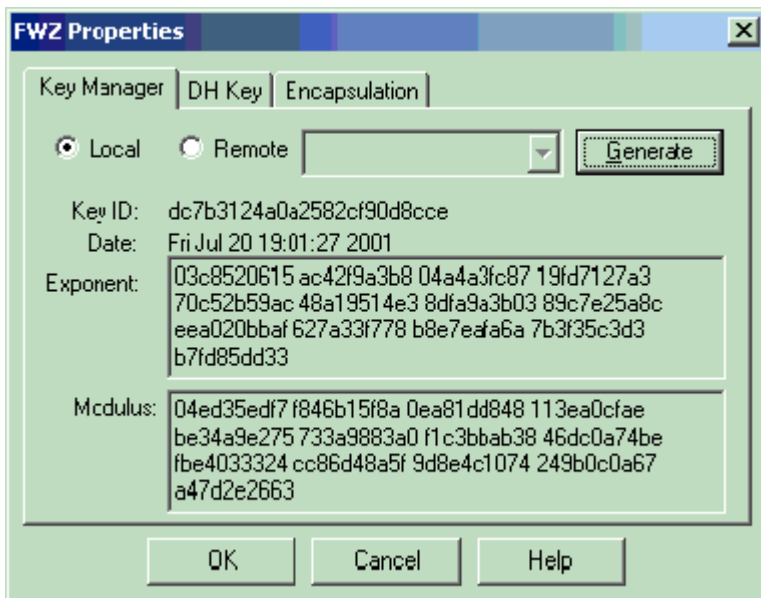 FWZ Properties
Key Manager DH Key Encapsulation
Local Remote Generate
Key ID: dc7b3124a0a2582cf90d8cce
Date: Fri Jul 20 19:01:27 2001
Exponent: 03c8520615 ac42f9a3b8 04a4a3fc87 19fd7127a3
70c52b59ac 48a19514e3 8dfa9a3b03 89c7e25a8c
eea020bbaf 627a33f778 b8e7eafa6a 7b3f35c3d3
b7fd85dd33
Modulus: 04ed35edf7 f846b15f8a 0ea81dd848 113ea0cfae
be34a9e275 733a9883a0 f1c3bbab38 46dc0a74be
fbe4033324 cc86d48a5f 9d8e4c1074 249b0c0a67
a47d2e2663
OK Cancel Help